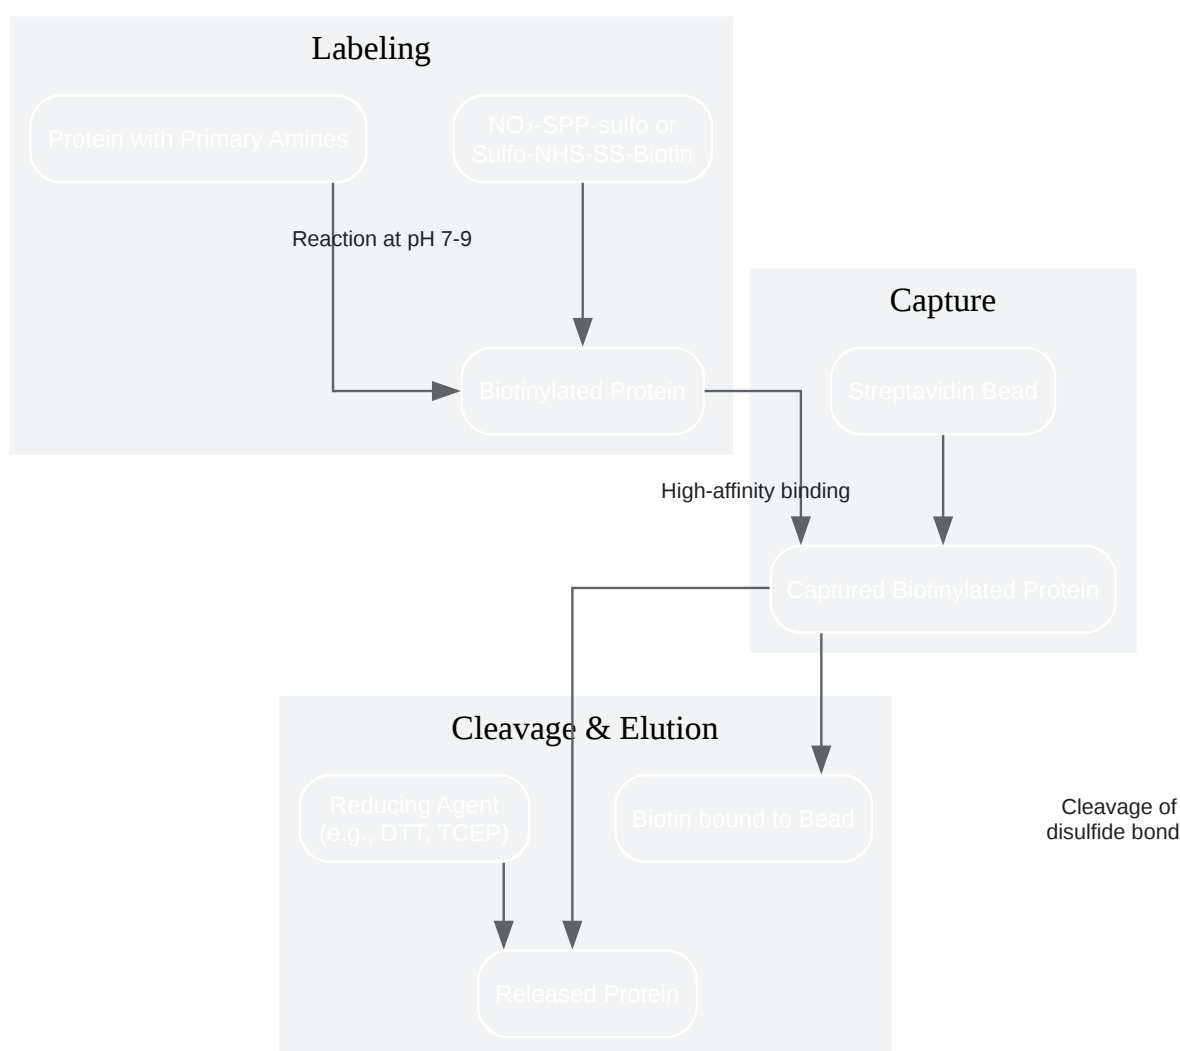 Labeling
Protein with Primary Amines
NO₂-SPP-sulfo or
Sulfo-NHS-SS-Biotin
Reaction at pH 7-9
Biotinylated Protein
Capture
Streptavidin Bead
High-affinity binding
Captured Biotinylated Protein
Cleavage & Elution
Reducing Agent
(e.g., DTT, TCEP)
Biotin bound to Bead
Cleavage of
disulfide bond
Released Protein